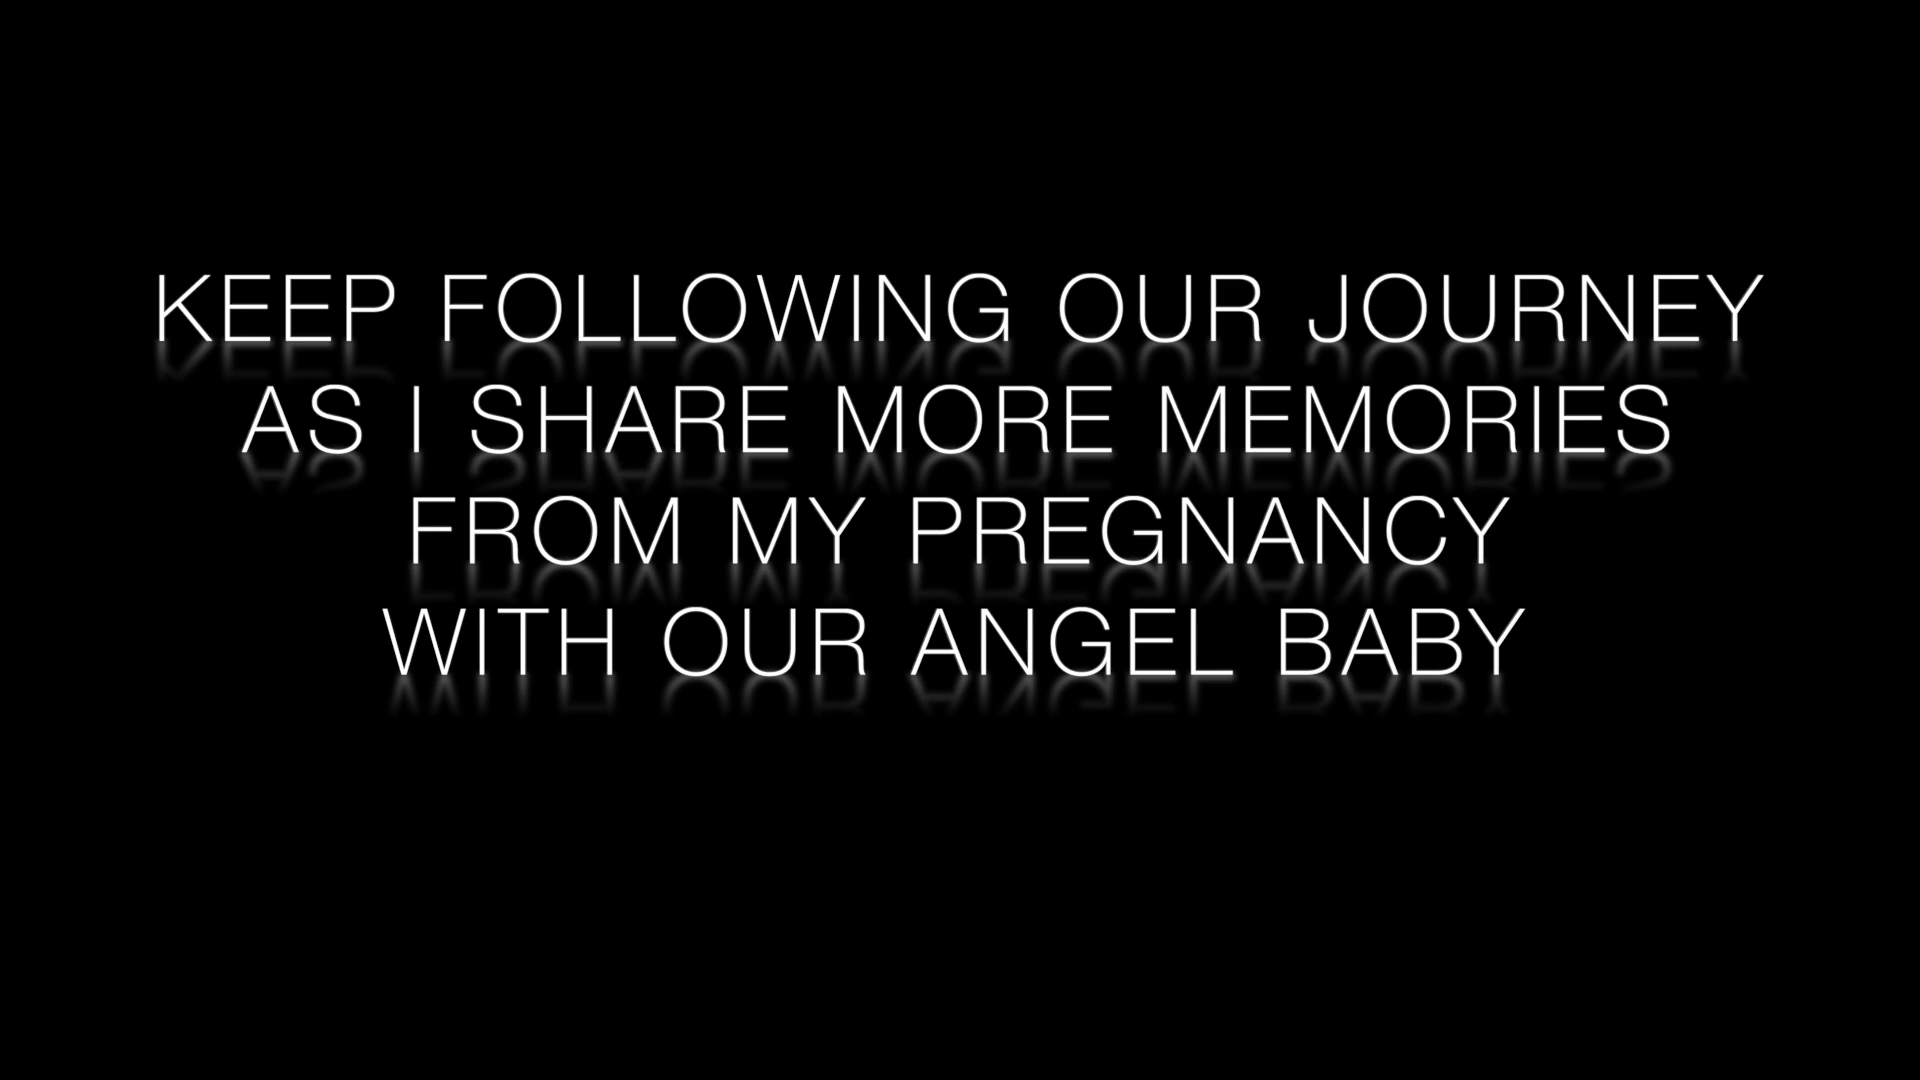 KEEP FOLLOWING OUR JOURNEY
AS I SHARE MORE MEMORIES
FROM MY PREGNANCY
WITH OUR ANGEL BABY